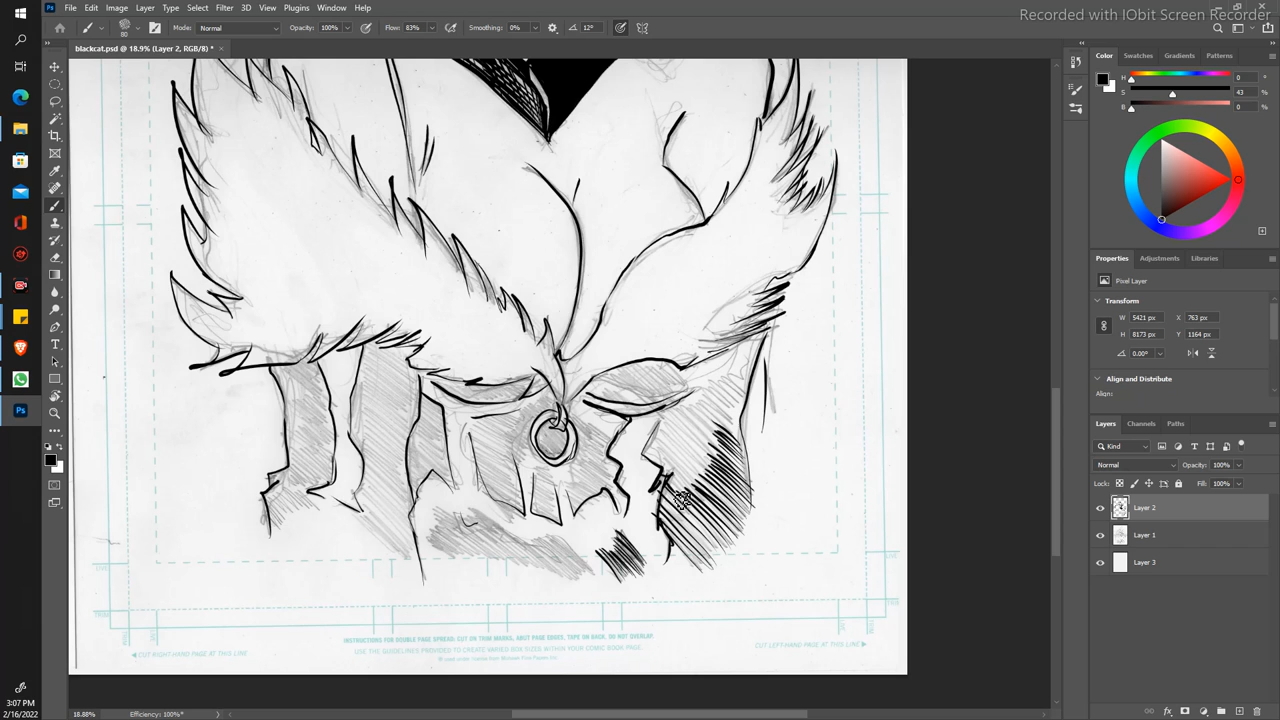 Recorded with IObit Screen Recorder
File Edit Image Layer Type Select Filter 3D View Plugins Window Help
80 Mode: Normal Opacity: 100% Flow: 83% Smoothing: 0% 12°
blackcat.psd @ 18.9% (Layer 2, RGB/8) * ×
Color Swatches Gradients Patterns
H 0 °
S 43 %
B 0 %
Properties Adjustments Libraries
Pixel Layer
Transform
W 5421 px X 763 px
H 8173 px Y 1164 px
0.00°
Align and Distribute
Align:
Layers Channels Paths
Kind
Normal Opacity: 100%
Lock: Fill: 100%
Layer 2
Layer 1
Layer 3
INSTRUCTIONS FOR DOUBLE PAGE SPREAD: CUT ON TRIM MARKS, ABUT PAGE EDGES, TAPE ON BACK. DO NOT OVERLAP.
USE THE GUIDELINES PROVIDED TO CREATE VARIED BOX SIZES WITHIN YOUR COMIC BOOK PAGE.
CUT RIGHT-HAND PAGE AT THIS LINE
CUT LEFT-HAND PAGE AT THIS LINE
18.88% Efficiency: 100%*
3:07 PM
2/16/2022